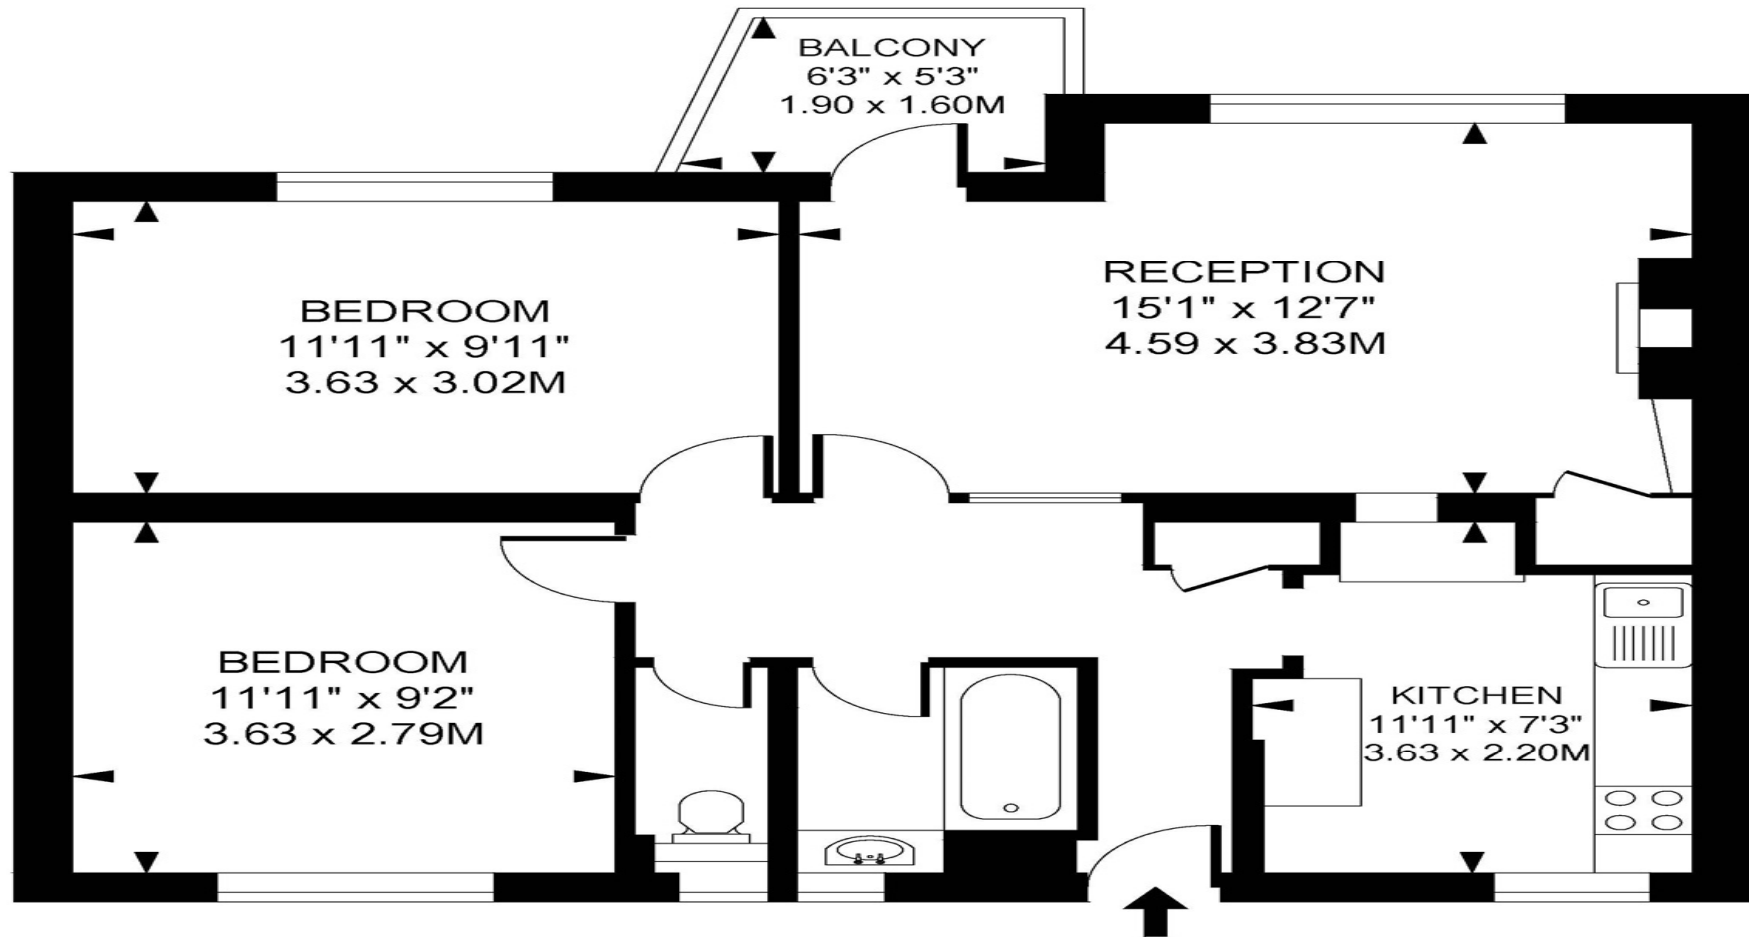 BALCONY
6'3" x 5'3"
1.90 x 1.60M
RECEPTION
15'1" x 12'7"
4.59 x 3.83M
BEDROOM
11'11" x 9'11"
3.63 x 3.02M
BEDROOM
11'11" x 9'2"
3.63 x 2.79M
KITCHEN
11'11" x 7'3"
3.63 x 2.20M